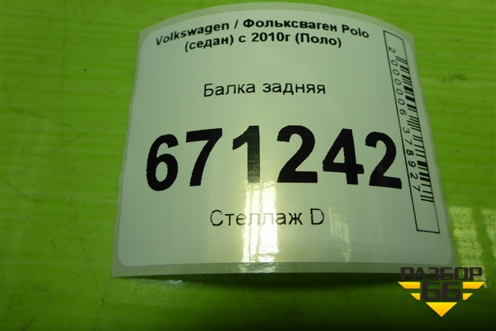 Volkswagen / Фольксваген Polo
(седан) с 2010г (Поло)
Балка задняя
671242
Стеллаж D
2000006378927
РАЗБОР
66